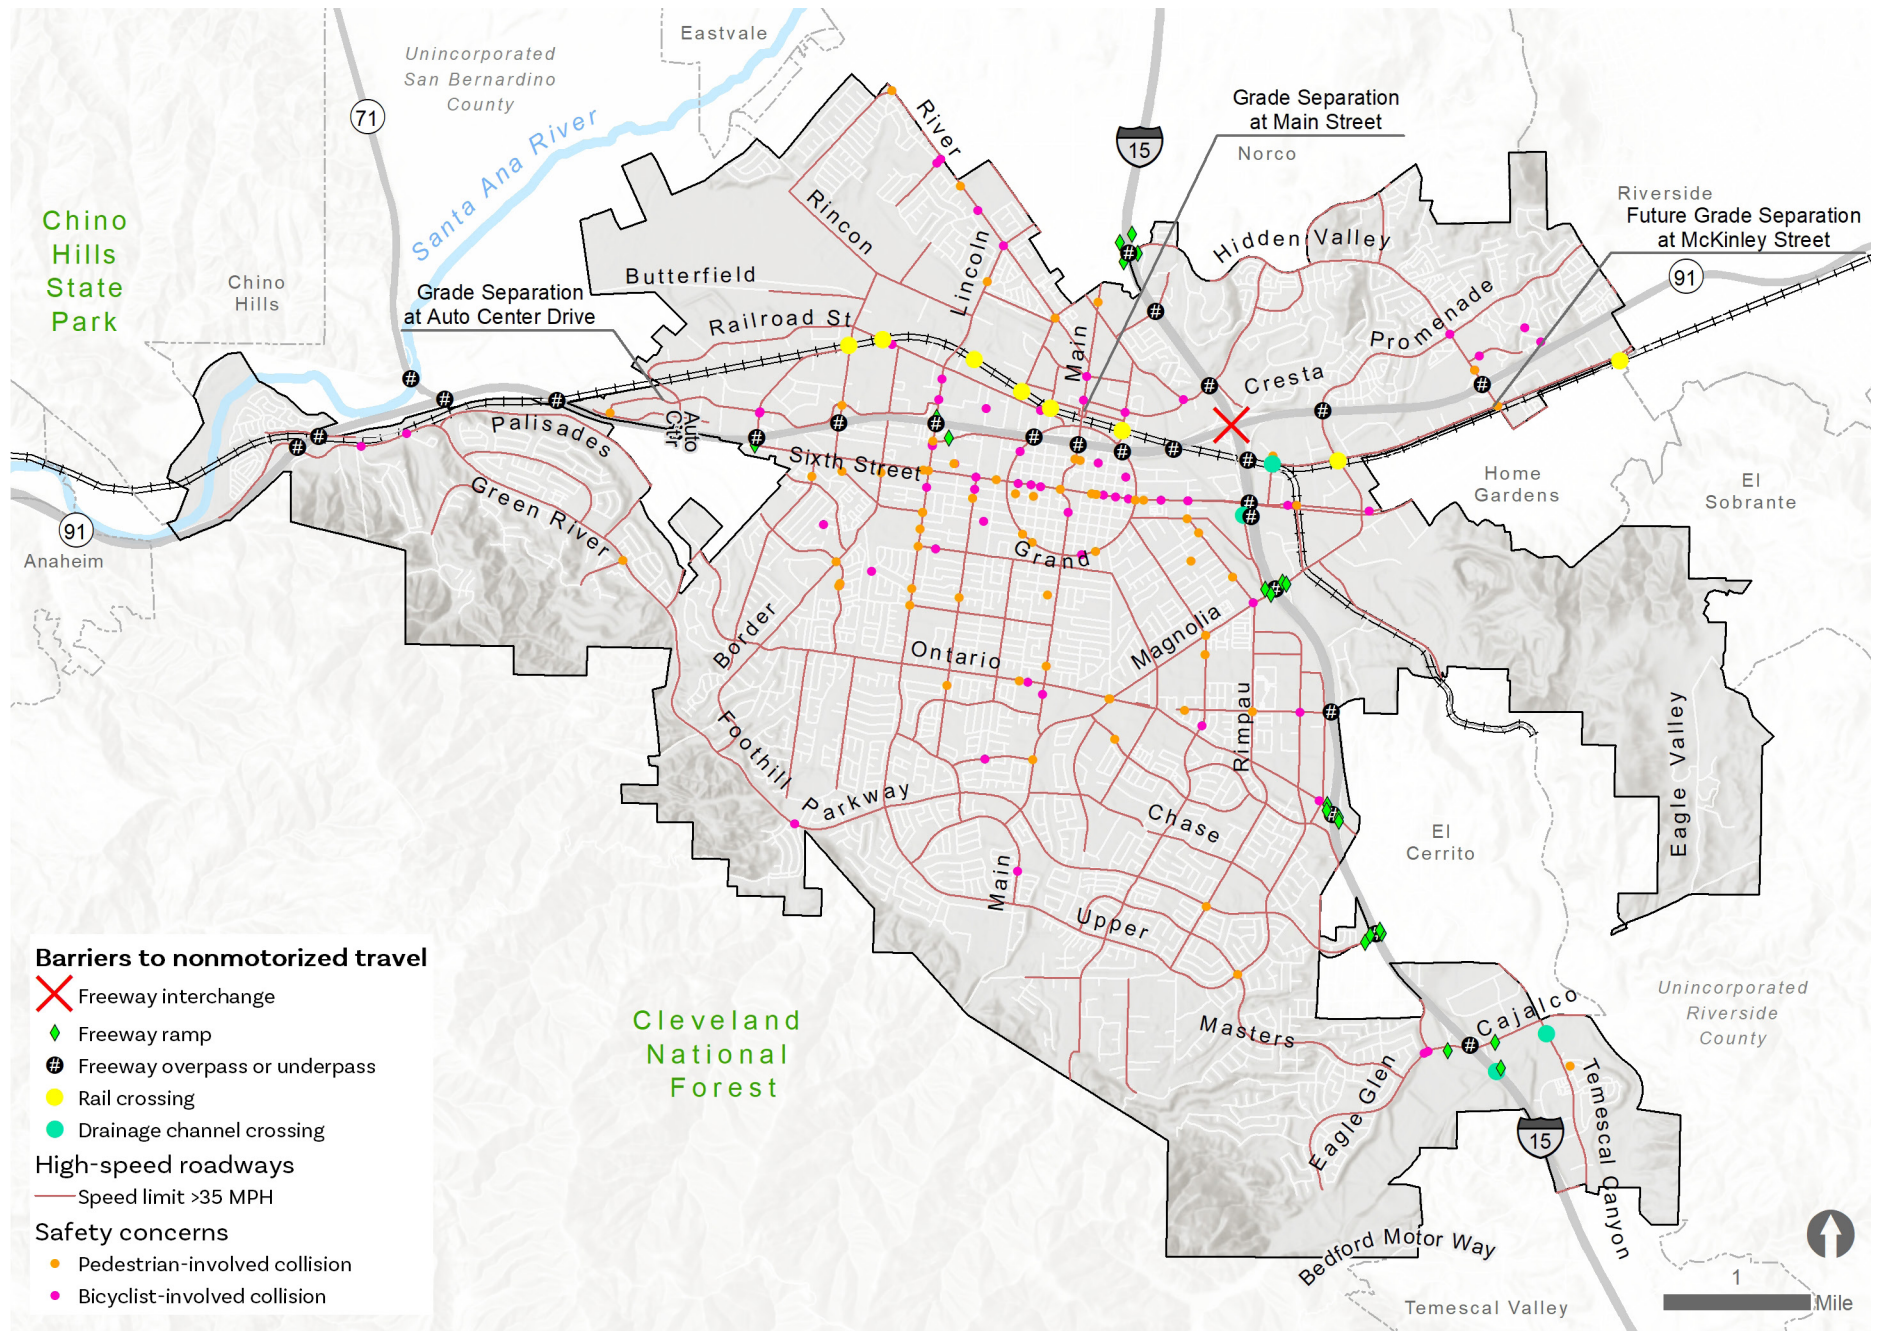 Eastvale
Unincorporated
San Bernardino
County
71
Santa Ana River
Chino
Hills
State
Park
Chino
Hills
Grade Separation
at Main Street
15
Norco
Riverside
Future Grade Separation
at McKinley Street
91
River
Rincon
Lincoln
Hidden Valley
Butterfield
Grade Separation
at Auto Center Drive
Railroad St
Main
Promenade
Cresta
Palisades
Auto
Ctr
Sixth Street
Green River
91
Anaheim
Home
Gardens
El
Sobrante
Grand
Border
Magnolia
Ontario
Rimpau
Foothill Parkway
Eagle Valley
Chase
El
Cerrito
Main
Upper
Cleveland
National
Forest
Masters
Cajalco
Unincorporated
Riverside
County
Eagle Glen
Temescal Canyon
15
Bedford Motor Way
Temescal Valley
1
Mile
Barriers to nonmotorized travel
Freeway interchange
Freeway ramp
# Freeway overpass or underpass
Rail crossing
Drainage channel crossing
High-speed roadways
Speed limit >35 MPH
Safety concerns
Pedestrian-involved collision
Bicyclist-involved collision